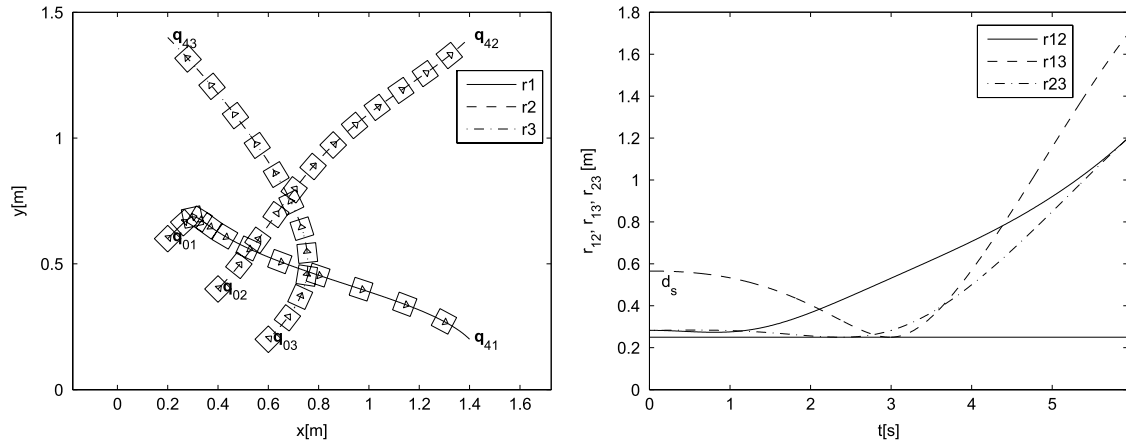 1.5
1
0.5
0
y[m]
0 0.2 0.4 0.6 0.8 1 1.2 1.4 1.6
x[m]
q43
q42
q01
q02
q03
q41
r1
r2
r3
1.8
1.6
1.4
1.2
1
0.8
0.6
0.4
0.2
0
r12, r13, r23 [m]
0 1 2 3 4 5
t[s]
ds
r12
r13
r23